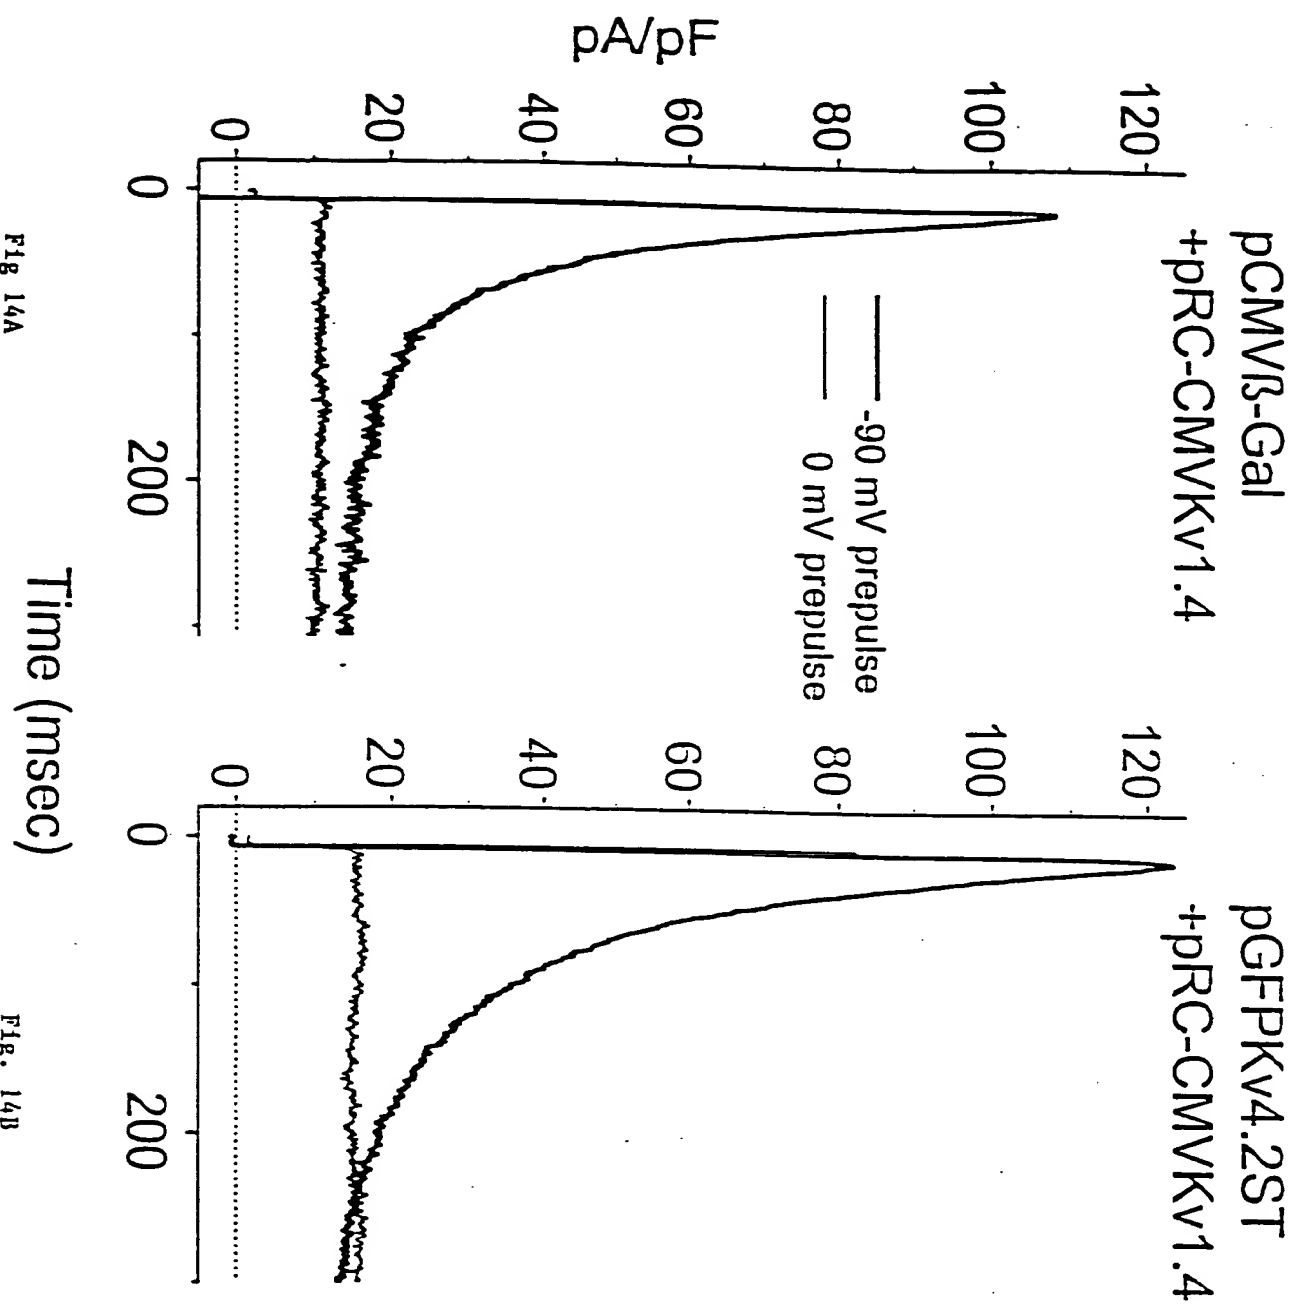 pCMVß-Gal
+pRC-CMVKv1.4
pGFPKv4.2ST
+pRC-CMVKv1.4
pA/pF
120
100
80
60
40
20
0
-90 mV prepulse
0 mV prepulse
0
200
120
100
80
60
40
20
0
0
200
Time (msec)
Fig 14A
Fig. 14B